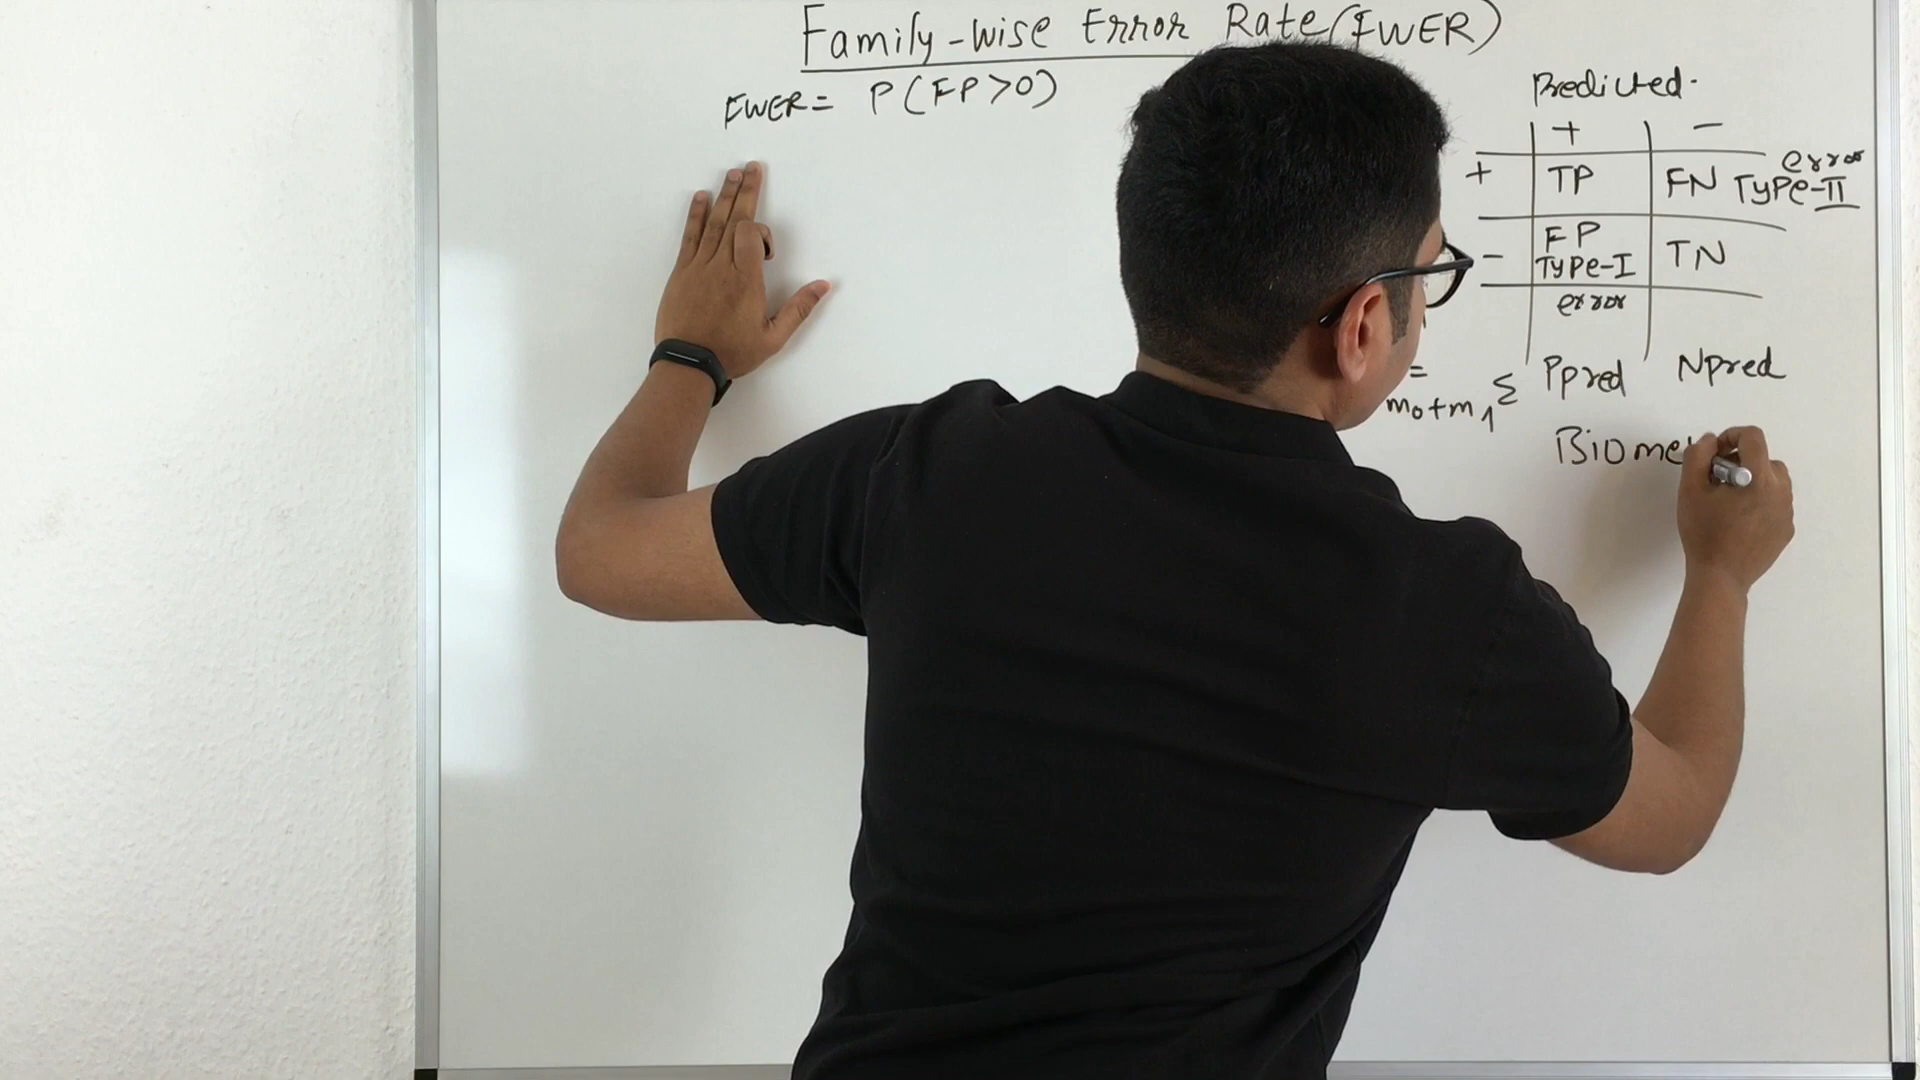 Family-wise Error Rate (FWER)
FWER = P(FP>0)
Predicted.
+ -
+ TP FN Type-II error
- FP Type-I error TN
=
m0+m1 Σ Ppred Npred
Biome